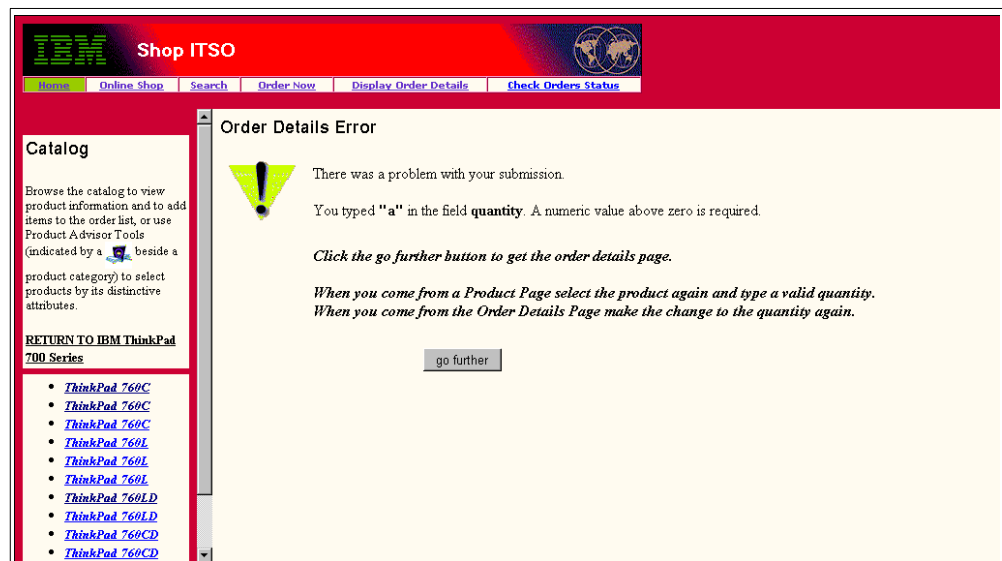 IBM
Shop ITSO
Home Online Shop Search Order Now Display Order Details Check Orders Status
Catalog
Browse the catalog to view
product information and to add
items to the order list, or use
Product Advisor Tools
(indicated by a beside a
product category) to select
products by its distinctive
attributes.
RETURN TO IBM ThinkPad
700 Series
ThinkPad 760C
ThinkPad 760C
ThinkPad 760C
ThinkPad 760L
ThinkPad 760L
ThinkPad 760L
ThinkPad 760LD
ThinkPad 760LD
ThinkPad 760CD
ThinkPad 760CD
Order Details Error
There was a problem with your submission.
You typed "a" in the field quantity. A numeric value above zero is required.
Click the go further button to get the order details page.
When you come from a Product Page select the product again and type a valid quantity.
When you come from the Order Details Page make the change to the quantity again.
go further